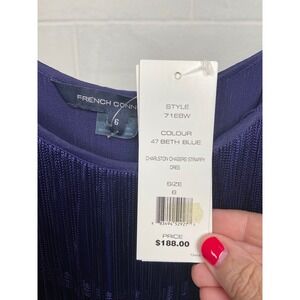 FRENCH CONN
6
STYLE
71EBW
COLOUR
47 BETH BLUE
CHARLSTON CHASERS STRAPPY
DRES
SIZE
6
PRICE
$188.00